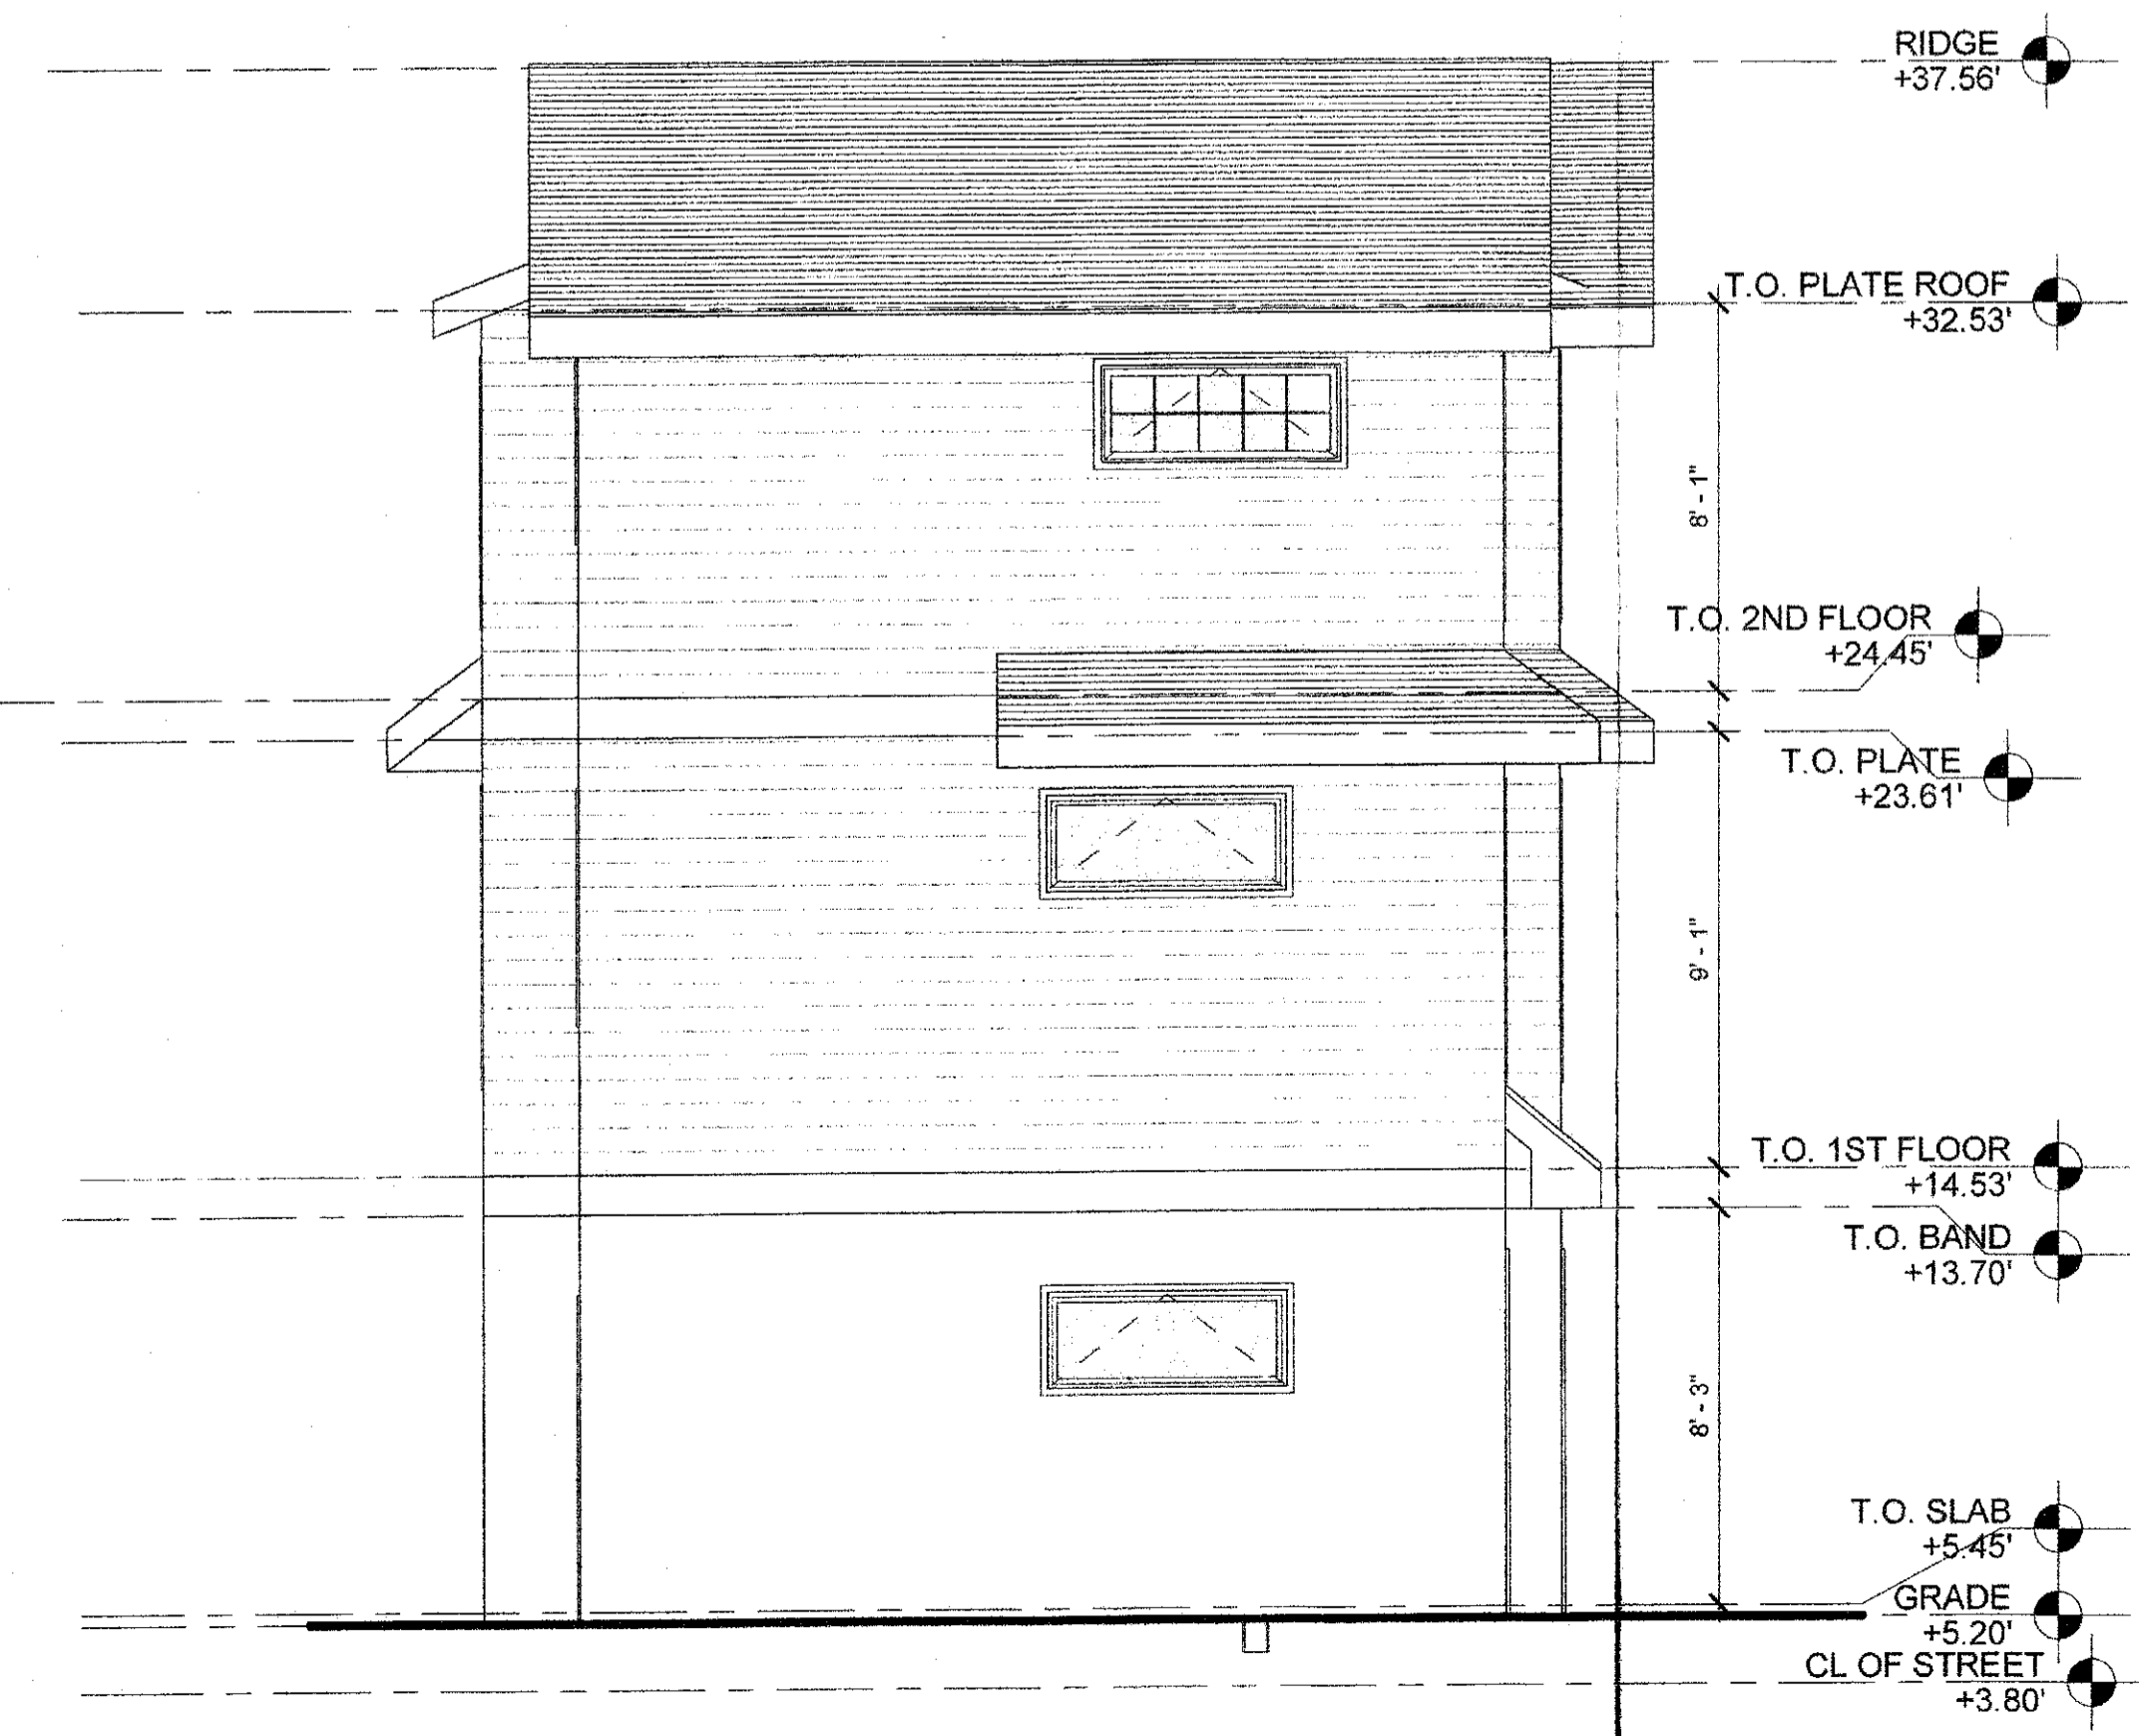 RIDGE
+37.56'
T.O. PLATE ROOF
+32.53'
8' - 1"
T.O. 2ND FLOOR
+24.45'
T.O. PLATE
+23.61'
9' - 1"
T.O. 1ST FLOOR
+14.53'
T.O. BAND
+13.70'
8' - 3"
T.O. SLAB
+5.45'
GRADE
+5.20'
CL OF STREET
+3.80'